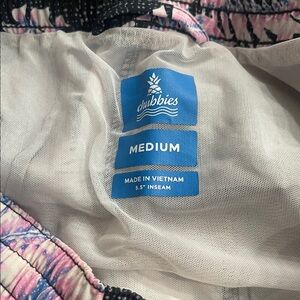 chubbies
MEDIUM
MADE IN VIETNAM
5.5" INSEAM